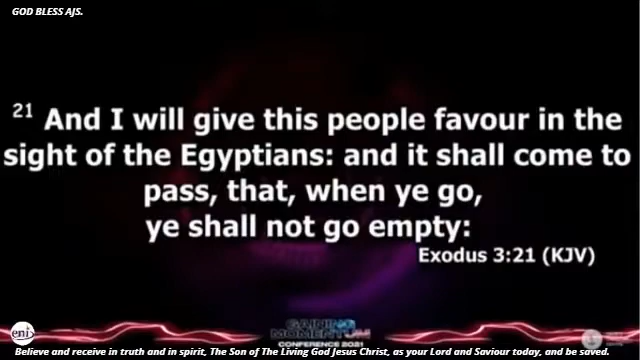 GOD BLESS AJS.
21 And I will give this people favour in the
sight of the Egyptians: and it shall come to
pass, that, when ye go,
ye shall not go empty:
Exodus 3:21 (KJV)
eni
GAINING
MOMENTUM
CONFERENCE 2021
Believe and receive in truth and in spirit, The Son of The Living God Jesus Christ, as your Lord and Saviour today, and be saved.